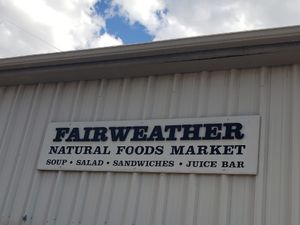 FAIRWEATHER
NATURAL FOODS MARKET
SOUP • SALAD • SANDWICHES • JUICE BAR